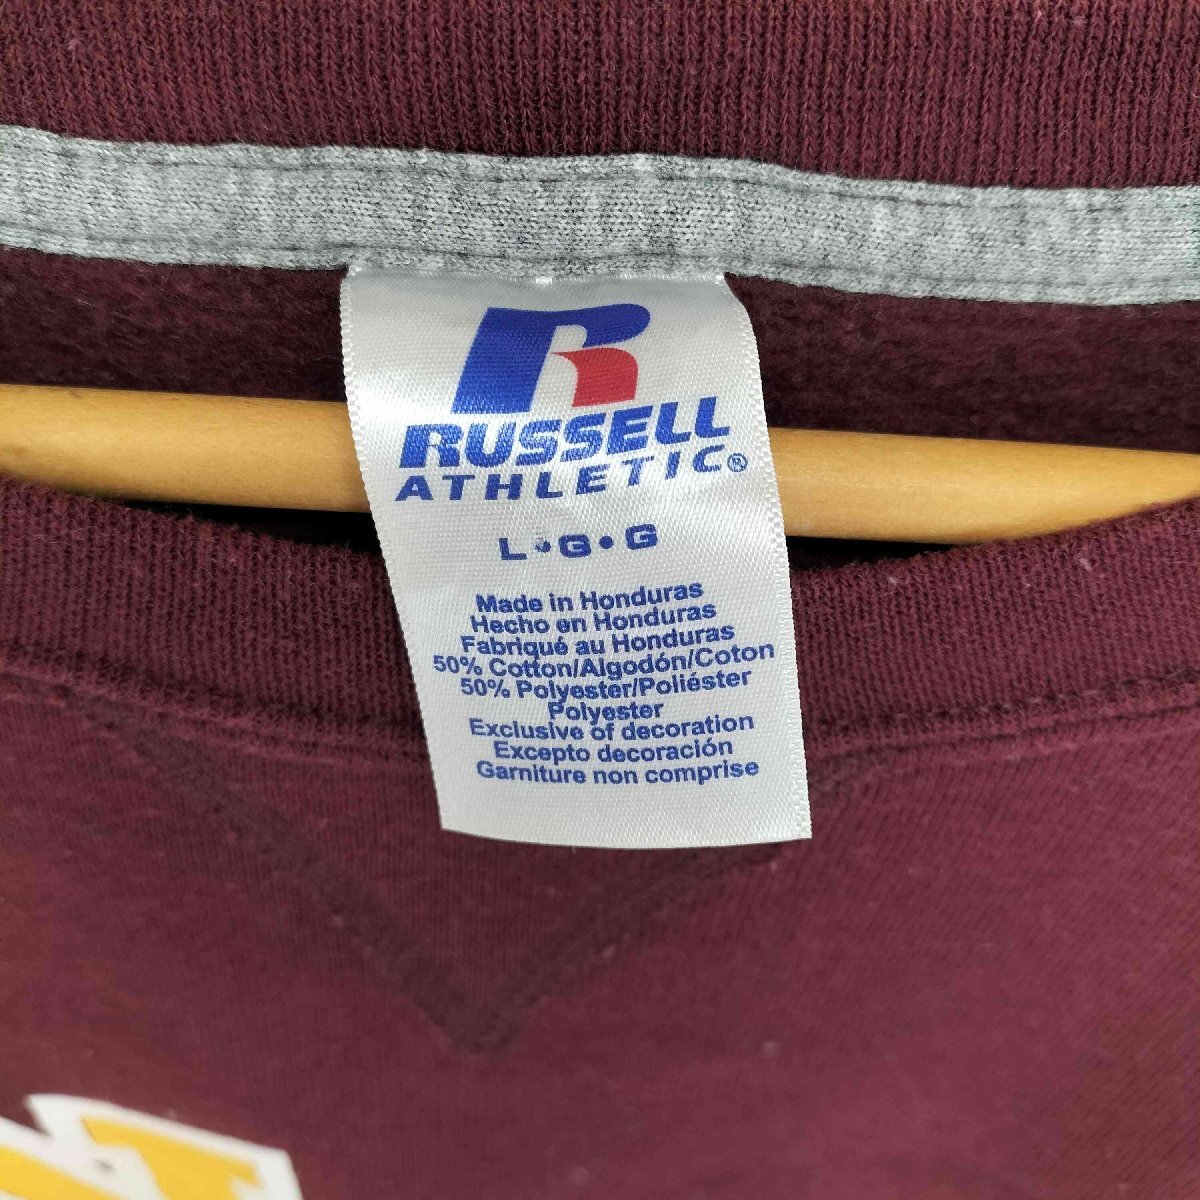 R
RUSSELL
ATHLETIC®
L•G•G
Made in Honduras
Hecho en Honduras
Fabriqué au Honduras
50% Cotton/Algodón/Coton
50% Polyester/Poliéster
Polyester
Exclusive of decoration
Excepto decoración
Garniture non comprise